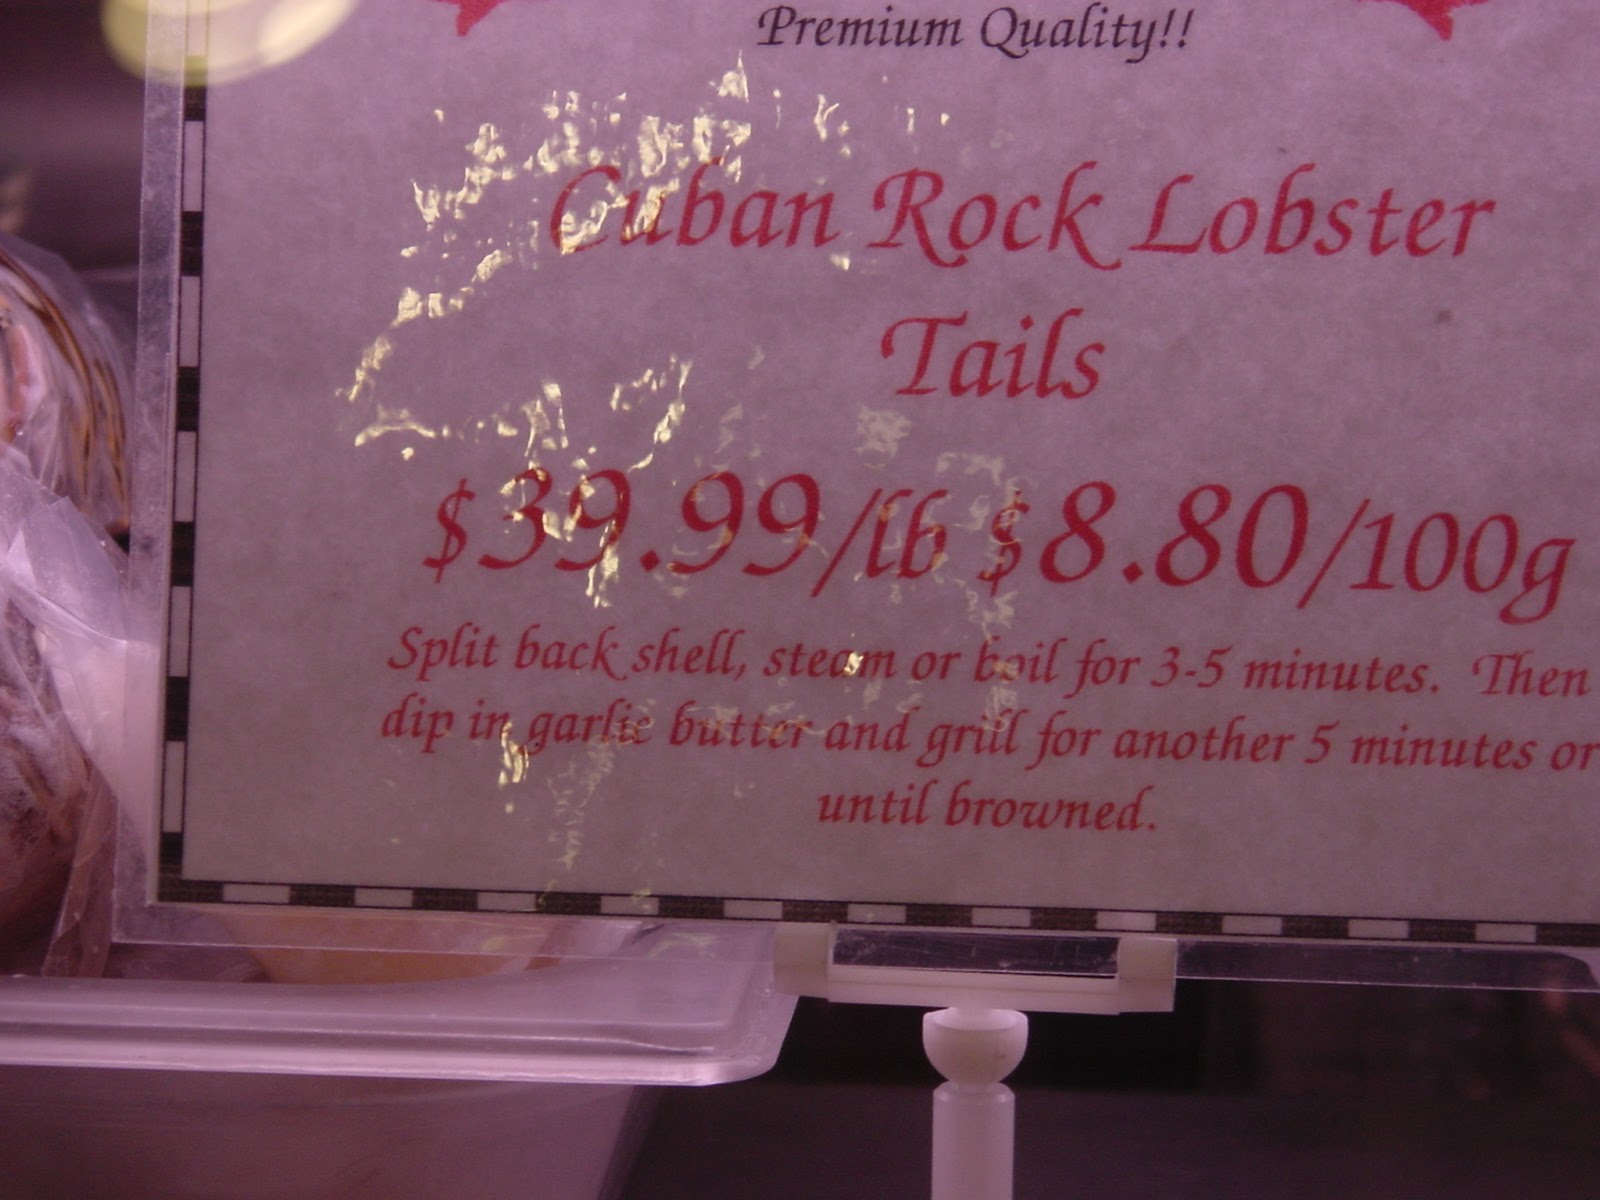 Premium Quality!!
Cuban Rock Lobster
Tails
$39.99/lb $8.80/100g
Split back shell, steam or boil for 3-5 minutes. Then
dip in garlic butter and grill for another 5 minutes or
until browned.